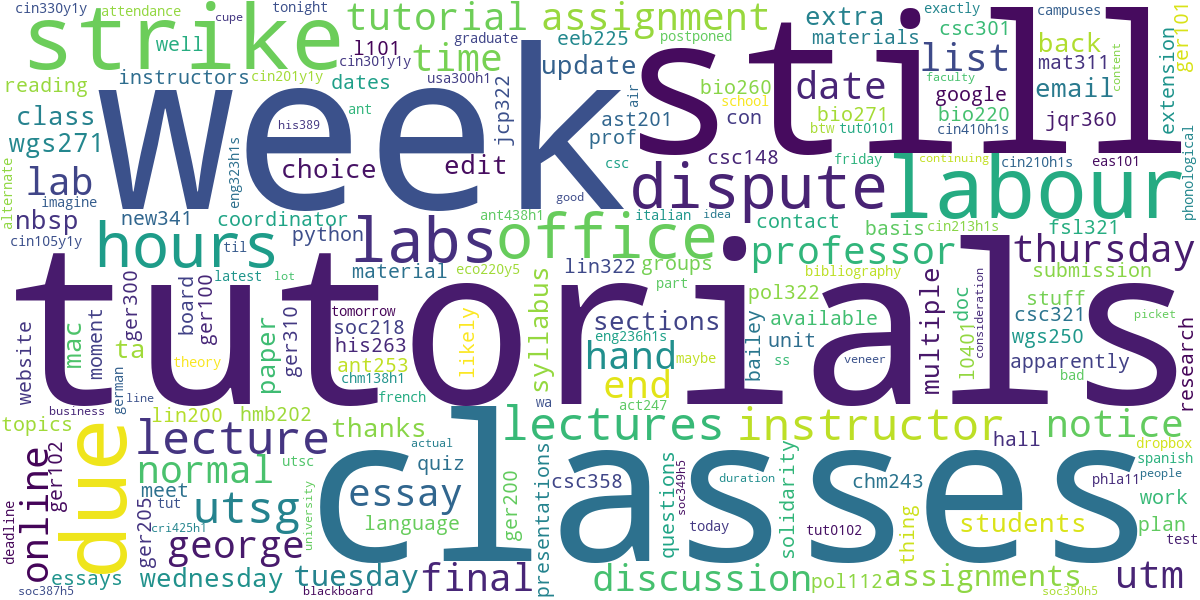 cin330y1y
attendance
cupe
tonight
strike
tutorial
assignment
extra
materials
exactly
csc301
campuses
ger101
well
l101
time
graduate
eeb225
postponed
list
back
mat311
reading
instructors
cin201y1y
cin301y1y
dates
usa300h1
update
air
bio260
school
date
faculty
google
email
content
extension
class
ant
week
still
jcp322
ast201
con
bio271
bio220
jqr360
wgs271
his389
prof
btw
tut0101
cin410h1s
alternate
lab
imagine
eng323h1s
choice
edit
csc
csc148
friday
continuing
cin210h1s
eas101
phonological
good
dispute
labour
nbsp
new341
coordinator
ant438h1
italian
idea
contact
basis
cin213h1s
fsl321
cin105y1y
hours
til
python
labs
office
professor
thursday
latest
lot
material
eco220y5
lin322
groups
bibliography
submission
part
tutorials
ger300
board
ger100
tomorrow
syllabus
pol322
multiple
l0401
doc
consideration
stuff
picket
website
mac
moment
ger310
soc218
his263
likely
sections
eng236h1s
available
csc321
wgs250
research
ta
theory
paper
ant253
chm138h1
hand
maybe
bailey
unit
ss
veneer
apparently
german
line
french
end
wa
act247
bad
business
topics
due
lin200
hmb202
thanks
lectures
instructor
notice
lecture
classes
actual
hall
dropbox
online
ger102
normal
utsc
quiz
ger200
presentations
csc358
soc349h5
questions
duration
solidarity
chm243
phla11
spanish
people
meet
tut
utsg
essay
work
deadline
ger205
cri425h1
university
language
today
tut0102
thing
students
plan
test
george
essays
wednesday
tuesday
final
discussion
pol112
assignments
utm
soc387h5
blackboard
soc350h5